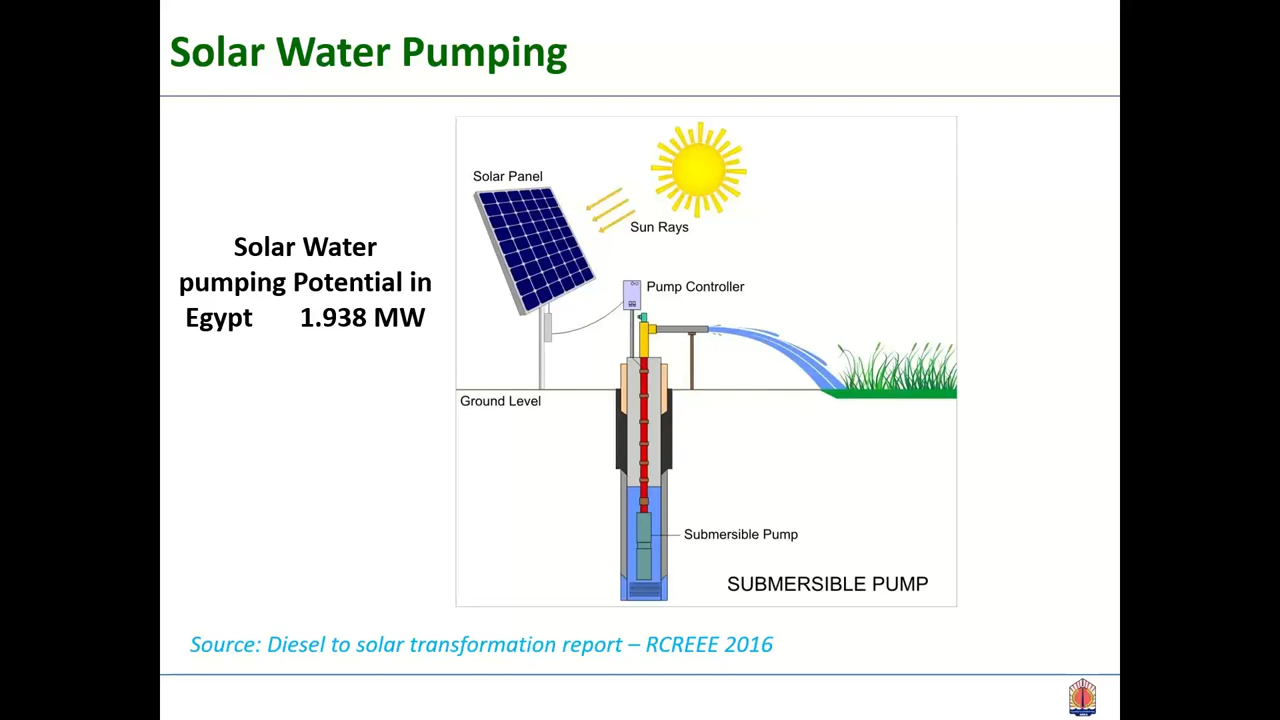 Solar Water Pumping
Solar Water
pumping Potential in
Egypt 1.938 MW
Solar Panel
Sun Rays
Pump Controller
Ground Level
Submersible Pump
SUBMERSIBLE PUMP
Source: Diesel to solar transformation report – RCREEE 2016